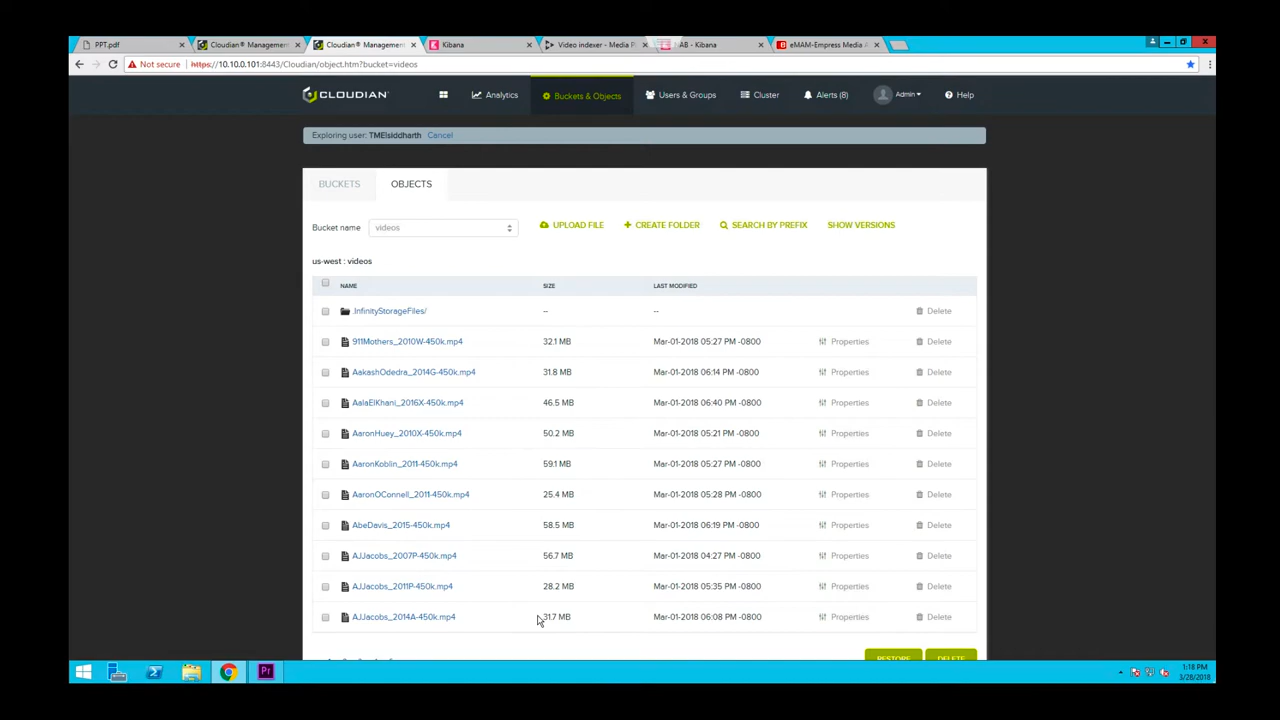 PPT.pdf
Cloudian® Management
Cloudian® Management
Kibana
Video indexer - Media P
AB - Kibana
eMAM-Empress Media A
Not secure https://10.10.0.101:8443/Cloudian/object.htm?bucket=videos
CLOUDIAN® Analytics Buckets & Objects Users & Groups Cluster Alerts (8) Admin Help
Exploring user: TMEIsiddharth Cancel
BUCKETS OBJECTS
Bucket name videos UPLOAD FILE CREATE FOLDER SEARCH BY PREFIX SHOW VERSIONS
us-west : videos
NAME SIZE LAST MODIFIED
.InfinityStorageFiles/ -- -- Delete
911Mothers_2010W-450k.mp4 32.1 MB Mar-01-2018 05:27 PM -0800 Properties Delete
AakashOdedra_2014G-450k.mp4 31.8 MB Mar-01-2018 06:14 PM -0800 Properties Delete
AalaElKhani_2016X-450k.mp4 46.5 MB Mar-01-2018 06:40 PM -0800 Properties Delete
AaronHuey_2010X-450k.mp4 50.2 MB Mar-01-2018 05:21 PM -0800 Properties Delete
AaronKoblin_2011-450k.mp4 59.1 MB Mar-01-2018 05:27 PM -0800 Properties Delete
AaronOConnell_2011-450k.mp4 25.4 MB Mar-01-2018 05:28 PM -0800 Properties Delete
AbeDavis_2015-450k.mp4 58.5 MB Mar-01-2018 06:19 PM -0800 Properties Delete
AJJacobs_2007P-450k.mp4 56.7 MB Mar-01-2018 04:27 PM -0800 Properties Delete
AJJacobs_2011P-450k.mp4 28.2 MB Mar-01-2018 05:35 PM -0800 Properties Delete
AJJacobs_2014A-450k.mp4 31.7 MB Mar-01-2018 06:08 PM -0800 Properties Delete
RESTORE DELETE
Pr
1:18 PM
3/28/2018